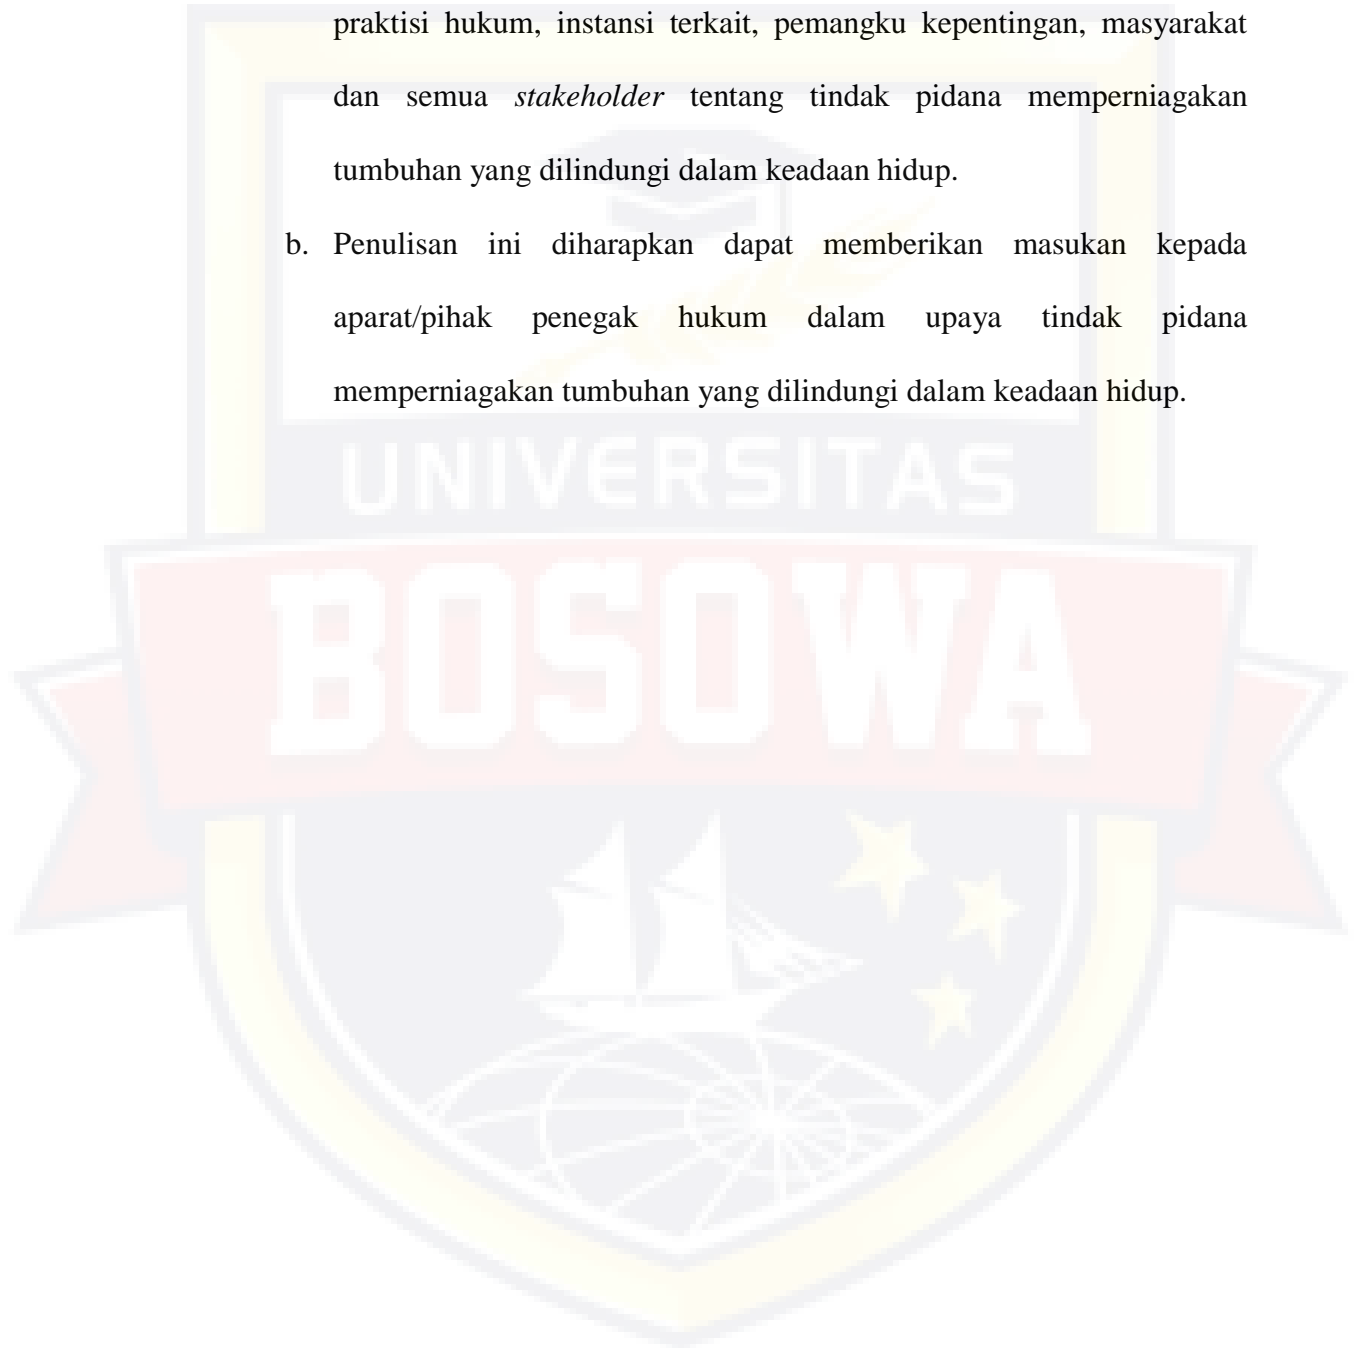 praktisi hukum, instansi terkait, pemangku kepentingan, masyarakat
dan semua stakeholder tentang tindak pidana memperniagakan
tumbuhan yang dilindungi dalam keadaan hidup.
b. Penulisan ini diharapkan dapat memberikan masukan kepada
aparat/pihak penegak hukum dalam upaya tindak pidana
memperniagakan tumbuhan yang dilindungi dalam keadaan hidup.
UNIVERSITAS
BOSOWA